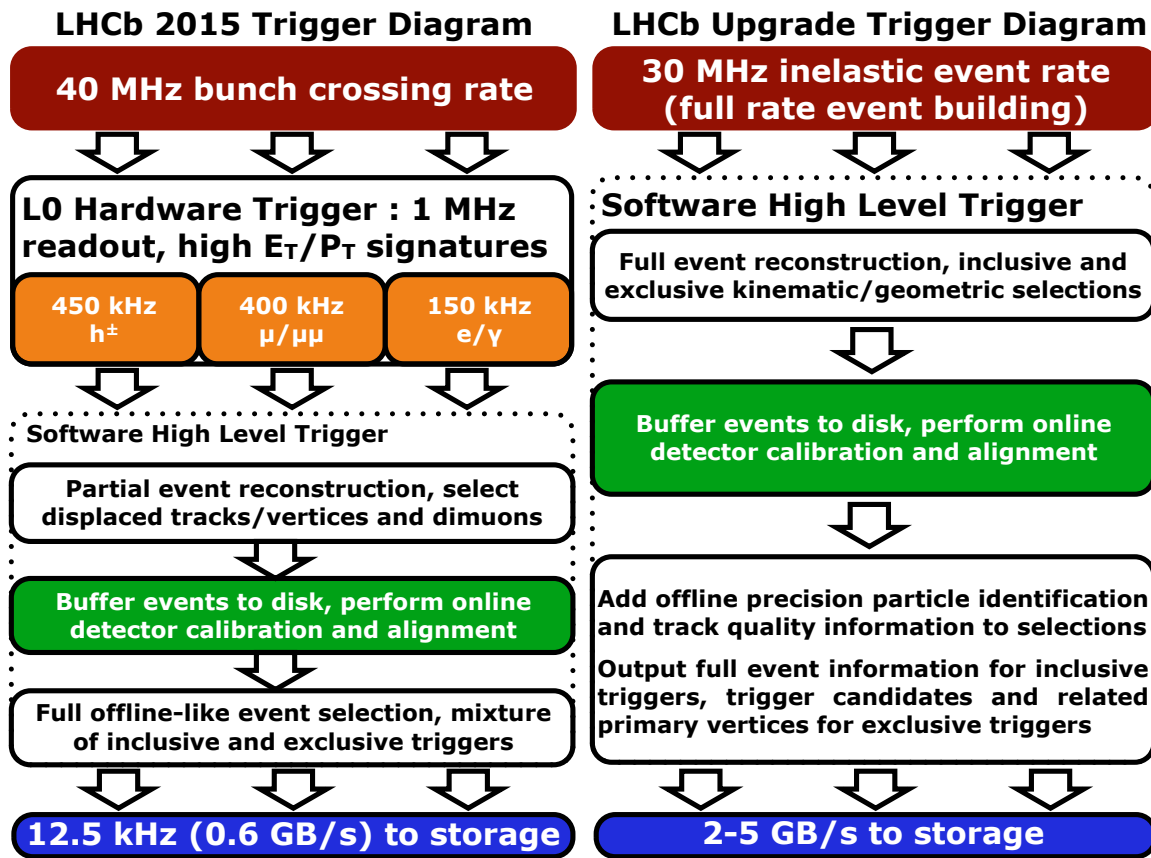 LHCb 2015 Trigger Diagram
40 MHz bunch crossing rate
L0 Hardware Trigger : 1 MHz
readout, high E_T/P_T signatures
450 kHz
h±
400 kHz
μ/μμ
150 kHz
e/γ
Software High Level Trigger
Partial event reconstruction, select
displaced tracks/vertices and dimuons
Buffer events to disk, perform online
detector calibration and alignment
Full offline-like event selection, mixture
of inclusive and exclusive triggers
12.5 kHz (0.6 GB/s) to storage
LHCb Upgrade Trigger Diagram
30 MHz inelastic event rate
(full rate event building)
Software High Level Trigger
Full event reconstruction, inclusive and
exclusive kinematic/geometric selections
Buffer events to disk, perform online
detector calibration and alignment
Add offline precision particle identification
and track quality information to selections
Output full event information for inclusive
triggers, trigger candidates and related
primary vertices for exclusive triggers
2-5 GB/s to storage